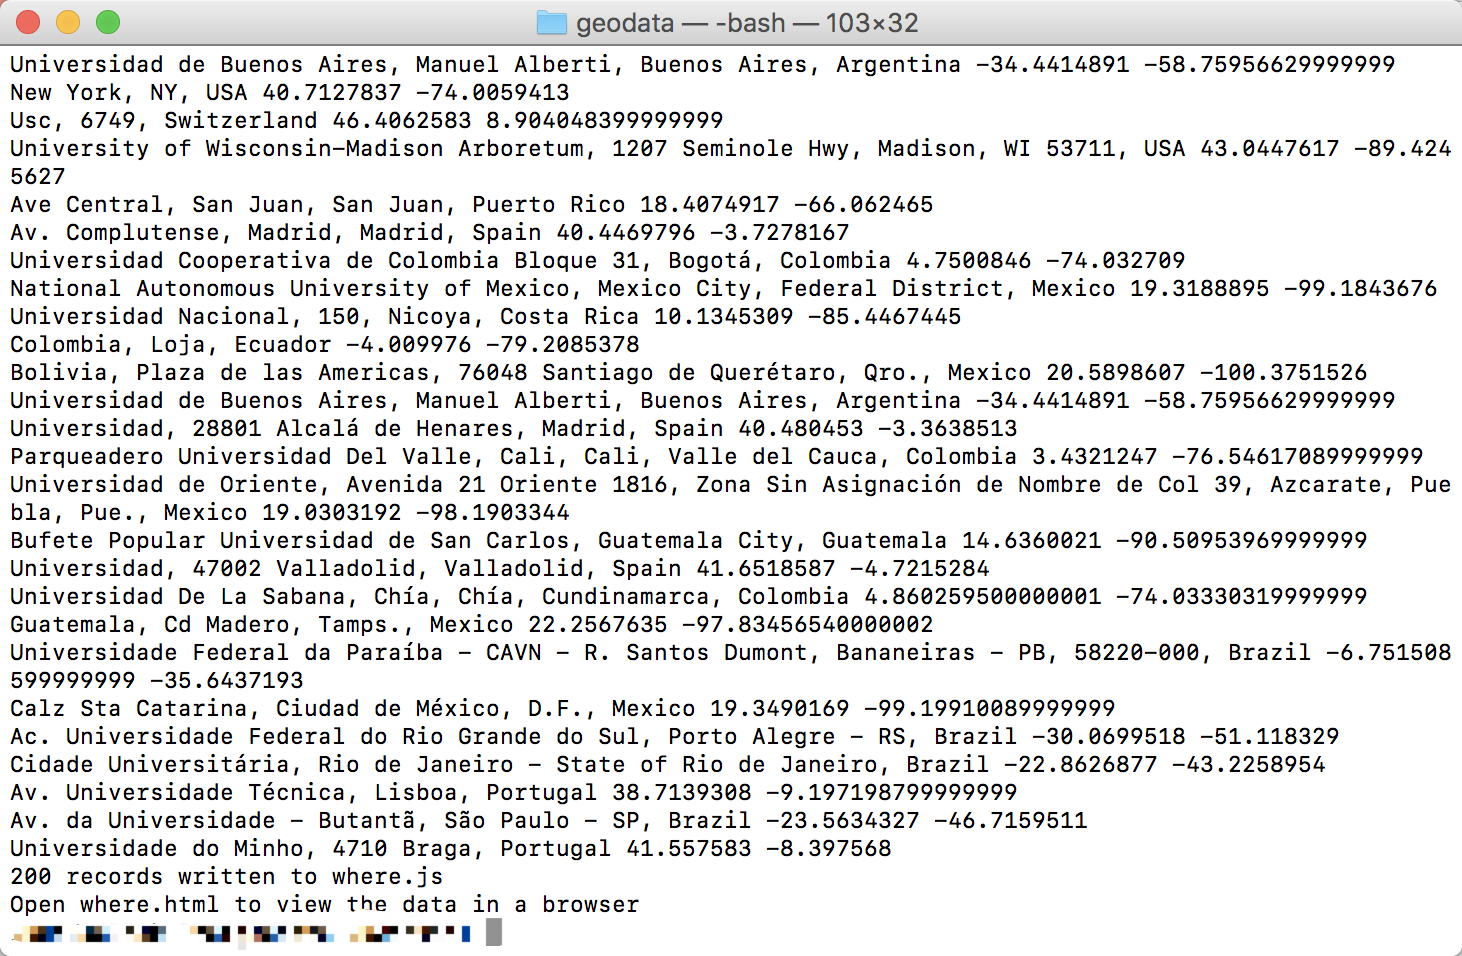 geodata — -bash — 103×32
Universidad de Buenos Aires, Manuel Alberti, Buenos Aires, Argentina -34.4414891 -58.75956629999999
New York, NY, USA 40.7127837 -74.0059413
Usc, 6749, Switzerland 46.4062583 8.904048399999999
University of Wisconsin-Madison Arboretum, 1207 Seminole Hwy, Madison, WI 53711, USA 43.0447617 -89.424
5627
Ave Central, San Juan, San Juan, Puerto Rico 18.4074917 -66.062465
Av. Complutense, Madrid, Madrid, Spain 40.4469796 -3.7278167
Universidad Cooperativa de Colombia Bloque 31, Bogotá, Colombia 4.7500846 -74.032709
National Autonomous University of Mexico, Mexico City, Federal District, Mexico 19.3188895 -99.1843676
Universidad Nacional, 150, Nicoya, Costa Rica 10.1345309 -85.4467445
Colombia, Loja, Ecuador -4.009976 -79.2085378
Bolivia, Plaza de las Americas, 76048 Santiago de Querétaro, Qro., Mexico 20.5898607 -100.3751526
Universidad de Buenos Aires, Manuel Alberti, Buenos Aires, Argentina -34.4414891 -58.75956629999999
Universidad, 28801 Alcalá de Henares, Madrid, Spain 40.480453 -3.3638513
Parqueadero Universidad Del Valle, Cali, Cali, Valle del Cauca, Colombia 3.4321247 -76.54617089999999
Universidad de Oriente, Avenida 21 Oriente 1816, Zona Sin Asignación de Nombre de Col 39, Azcarate, Pue
bla, Pue., Mexico 19.0303192 -98.1903344
Bufete Popular Universidad de San Carlos, Guatemala City, Guatemala 14.6360021 -90.50953969999999
Universidad, 47002 Valladolid, Valladolid, Spain 41.6518587 -4.7215284
Universidad De La Sabana, Chía, Chía, Cundinamarca, Colombia 4.860259500000001 -74.03330319999999
Guatemala, Cd Madero, Tamps., Mexico 22.2567635 -97.83456540000002
Universidade Federal da Paraíba - CAVN - R. Santos Dumont, Bananeiras - PB, 58220-000, Brazil -6.751508
599999999 -35.6437193
Calz Sta Catarina, Ciudad de México, D.F., Mexico 19.3490169 -99.19910089999999
Ac. Universidade Federal do Rio Grande do Sul, Porto Alegre - RS, Brazil -30.0699518 -51.118329
Cidade Universitária, Rio de Janeiro - State of Rio de Janeiro, Brazil -22.8626877 -43.2258954
Av. Universidade Técnica, Lisboa, Portugal 38.7139308 -9.197198799999999
Av. da Universidade - Butantã, São Paulo - SP, Brazil -23.5634327 -46.7159511
Universidade do Minho, 4710 Braga, Portugal 41.557583 -8.397568
200 records written to where.js
Open where.html to view the data in a browser